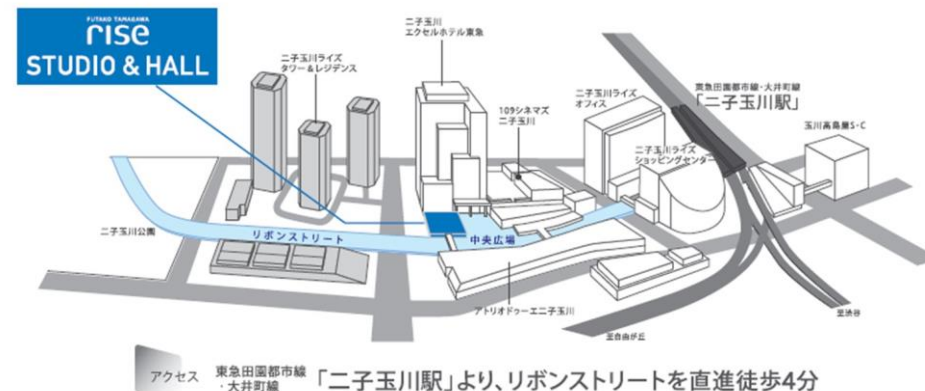 FUTAKO TAMAGAWA
rise
STUDIO & HALL
二子玉川ライズ
タワー&レジデンス
二子玉川
エクセルホテル東急
109シネマズ
二子玉川
二子玉川ライズ
オフィス
東急田園都市線・大井町線
「二子玉川駅」
二子玉川ライズ
ショッピングセンター
玉川高島屋S・C
二子玉川公園
リボンストリート
中央広場
アトリオドゥーエ二子玉川
至自由が丘
至渋谷
アクセス
東急田園都市線
・大井町線
「二子玉川駅」より、リボンストリートを直進徒歩4分